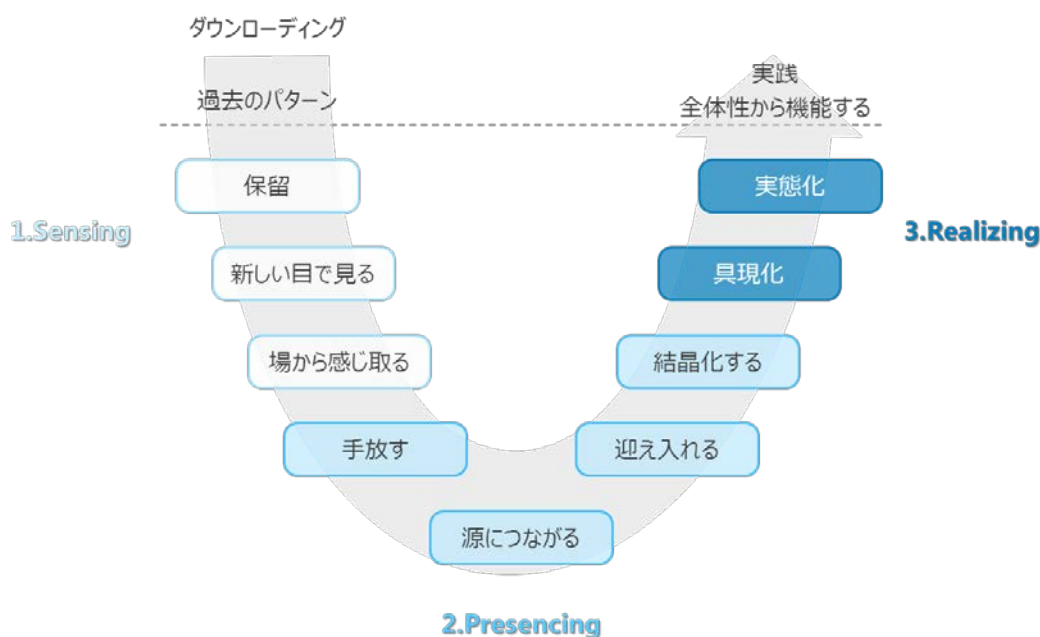 ダウンローディング
過去のパターン
保留
1.Sensing
新しい目で見る
場から感じ取る
手放す
源につながる
2.Presencing
迎え入れる
結晶化する
具現化
3.Realizing
実態化
実践
全体性から機能する